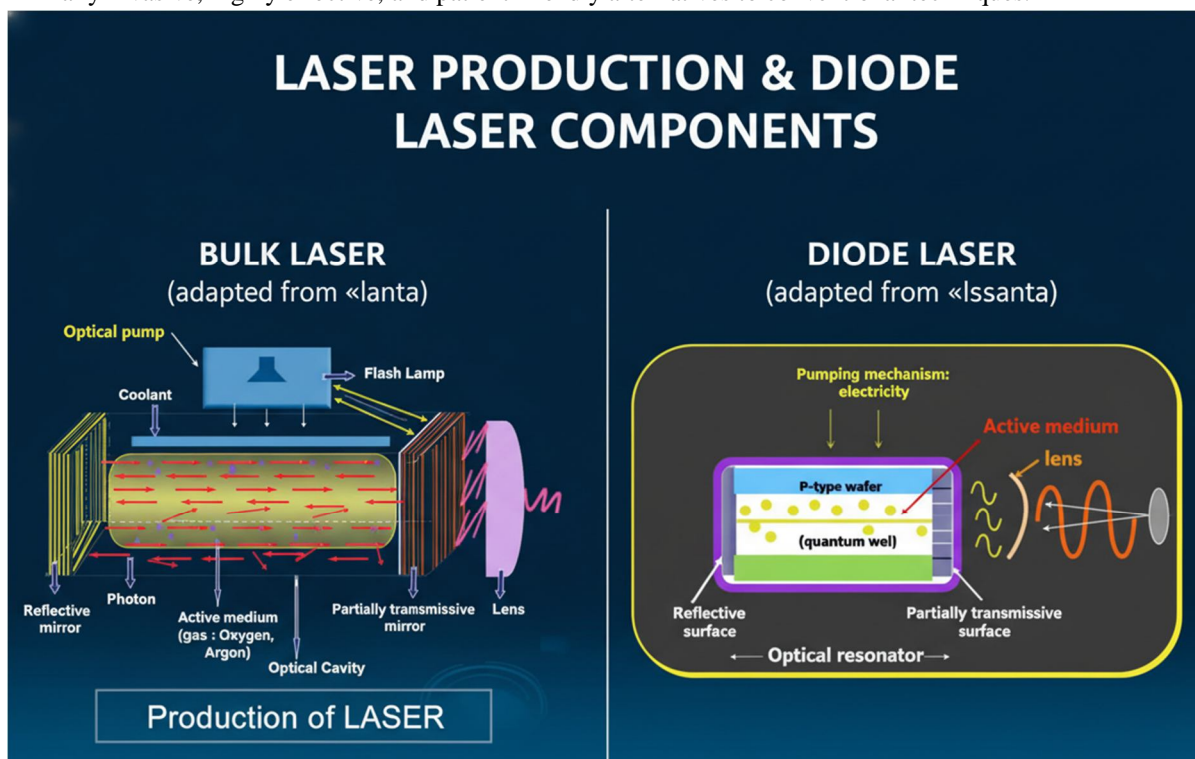 LASER PRODUCTION & DIODE
LASER COMPONENTS
BULK LASER
(adapted from «lanta)
Optical pump
Flash Lamp
Coolant
Reflective
mirror
Photon
Active medium
(gas : Oxygen,
Argon)
Optical Cavity
Partially transmissive
mirror
Lens
Production of LASER
DIODE LASER
(adapted from «Issanta)
Pumping mechanism:
electricity
Active medium
lens
P-type wafer
(quantum wel)
Reflective
surface
Partially transmissive
surface
Optical resonator